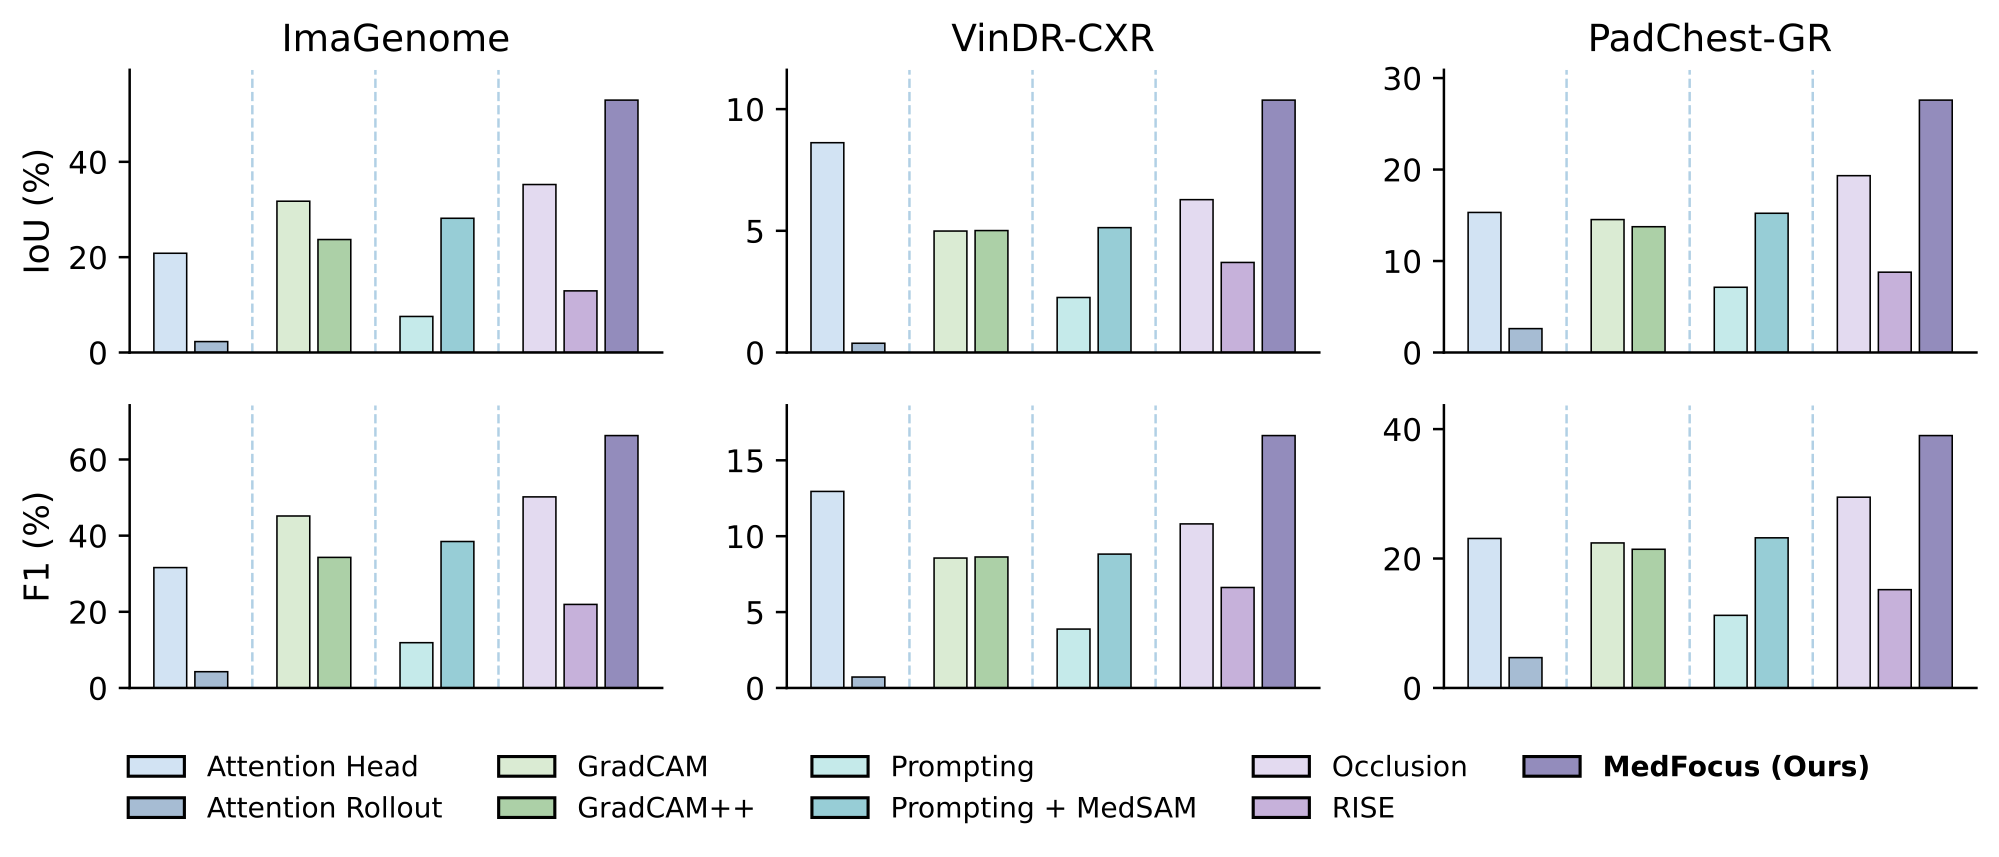 ImaGenome
VinDR-CXR
PadChest-GR
IoU (%)
40
20
0
10
5
0
30
20
10
0
F1 (%)
60
40
20
0
15
10
5
0
40
20
0
Attention Head
GradCAM
Prompting
Occlusion
MedFocus (Ours)
Attention Rollout
GradCAM++
Prompting + MedSAM
RISE